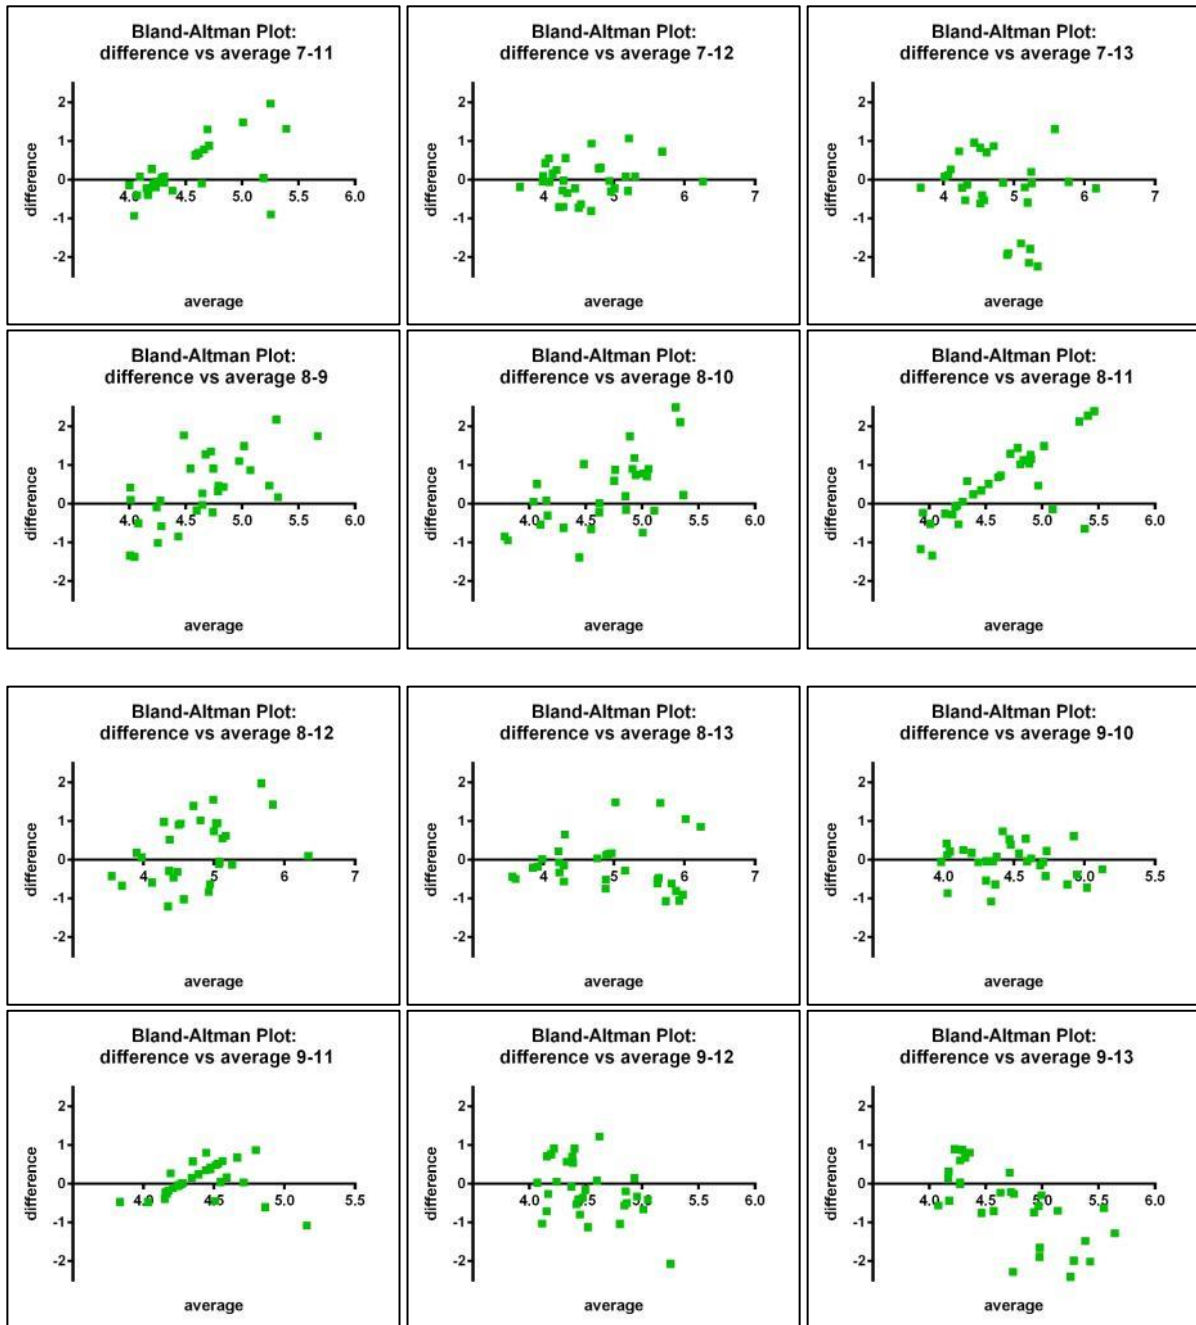 Bland-Altman Plot:
difference vs average 7-11
2
1
0
-1
-2
4.0 4.5 5.0 5.5 6.0
difference
average
Bland-Altman Plot:
difference vs average 7-12
2
1
0
-1
-2
4 5 6 7
difference
average
Bland-Altman Plot:
difference vs average 7-13
2
1
0
-1
-2
4 5 6 7
difference
average
Bland-Altman Plot:
difference vs average 8-9
2
1
0
-1
-2
4.0 4.5 5.0 5.5 6.0
difference
average
Bland-Altman Plot:
difference vs average 8-10
2
1
0
-1
-2
4.0 4.5 5.0 5.5 6.0
difference
average
Bland-Altman Plot:
difference vs average 8-11
2
1
0
-1
-2
4.0 4.5 5.0 5.5 6.0
difference
average
Bland-Altman Plot:
difference vs average 8-12
2
1
0
-1
-2
4 5 6 7
difference
average
Bland-Altman Plot:
difference vs average 8-13
2
1
0
-1
-2
4 5 6 7
difference
average
Bland-Altman Plot:
difference vs average 9-10
2
1
0
-1
-2
4.0 4.5 5.0 5.5
difference
average
Bland-Altman Plot:
difference vs average 9-11
2
1
0
-1
-2
4.0 4.5 5.0 5.5
difference
average
Bland-Altman Plot:
difference vs average 9-12
2
1
0
-1
-2
4.0 4.5 5.0 5.5 6.0
difference
average
Bland-Altman Plot:
difference vs average 9-13
2
1
0
-1
-2
4.0 4.5 5.0 5.5 6.0
difference
average